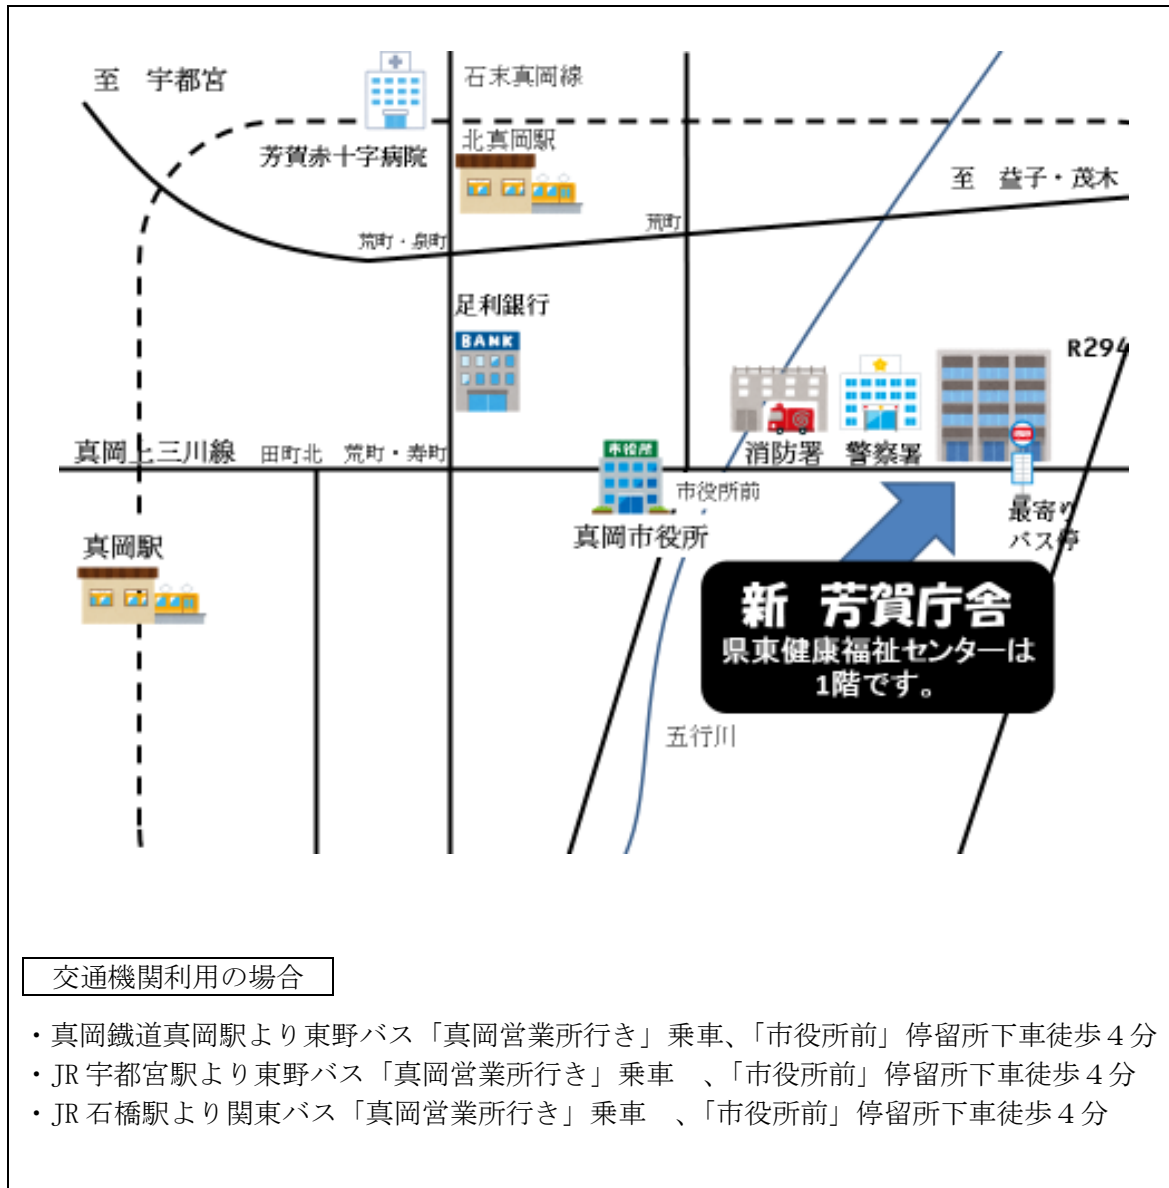 至　宇都宮
石末真岡線
芳賀赤十字病院
北真岡駅
至　益子・茂木
荒町・泉町
荒町
足利銀行
BANK
R294
真岡上三川線
田町北
荒町・寿町
市役所
消防署
警察署
市役所前
最寄り
バス停
真岡市役所
真岡駅
新 芳賀庁舎
県東健康福祉センターは
1階です。
五行川
交通機関利用の場合
・真岡鐵道真岡駅より東野バス「真岡営業所行き」乗車、「市役所前」停留所下車徒歩４分
・JR 宇都宮駅より東野バス「真岡営業所行き」乗車　、「市役所前」停留所下車徒歩４分
・JR 石橋駅より関東バス「真岡営業所行き」乗車　、「市役所前」停留所下車徒歩４分